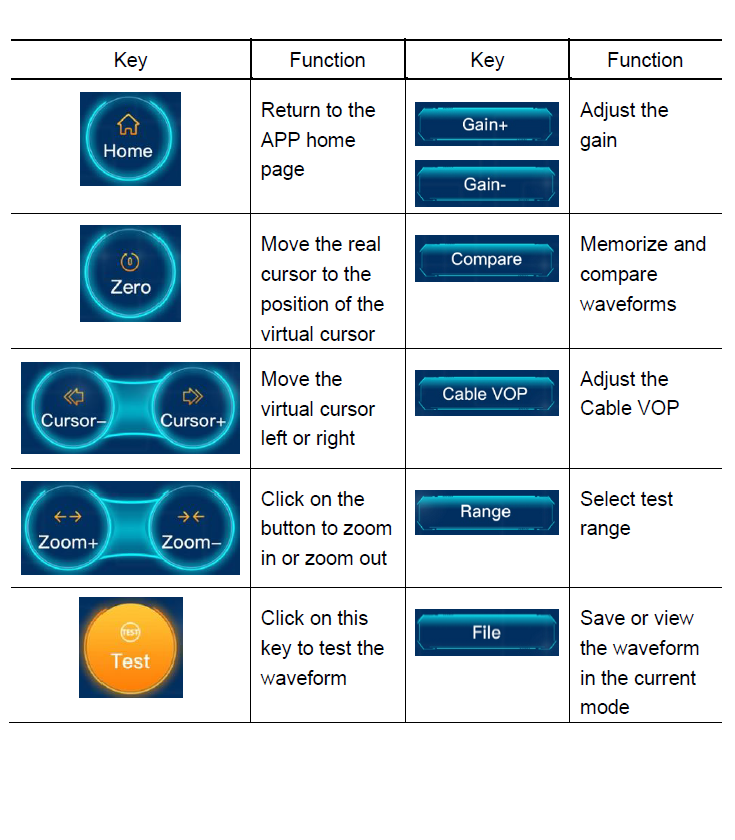 Key Function Key Function
Home
Return to the
APP home
page
Gain+
Gain-
Adjust the
gain
0
Zero
Move the real
cursor to the
position of the
virtual cursor
Compare
Memorize and
compare
waveforms
Cursor− Cursor+
Move the
virtual cursor
left or right
Cable VOP
Adjust the
Cable VOP
Zoom+ Zoom−
Click on the
button to zoom
in or zoom out
Range
Select test
range
TEST
Test
Click on this
key to test the
waveform
File
Save or view
the waveform
in the current
mode